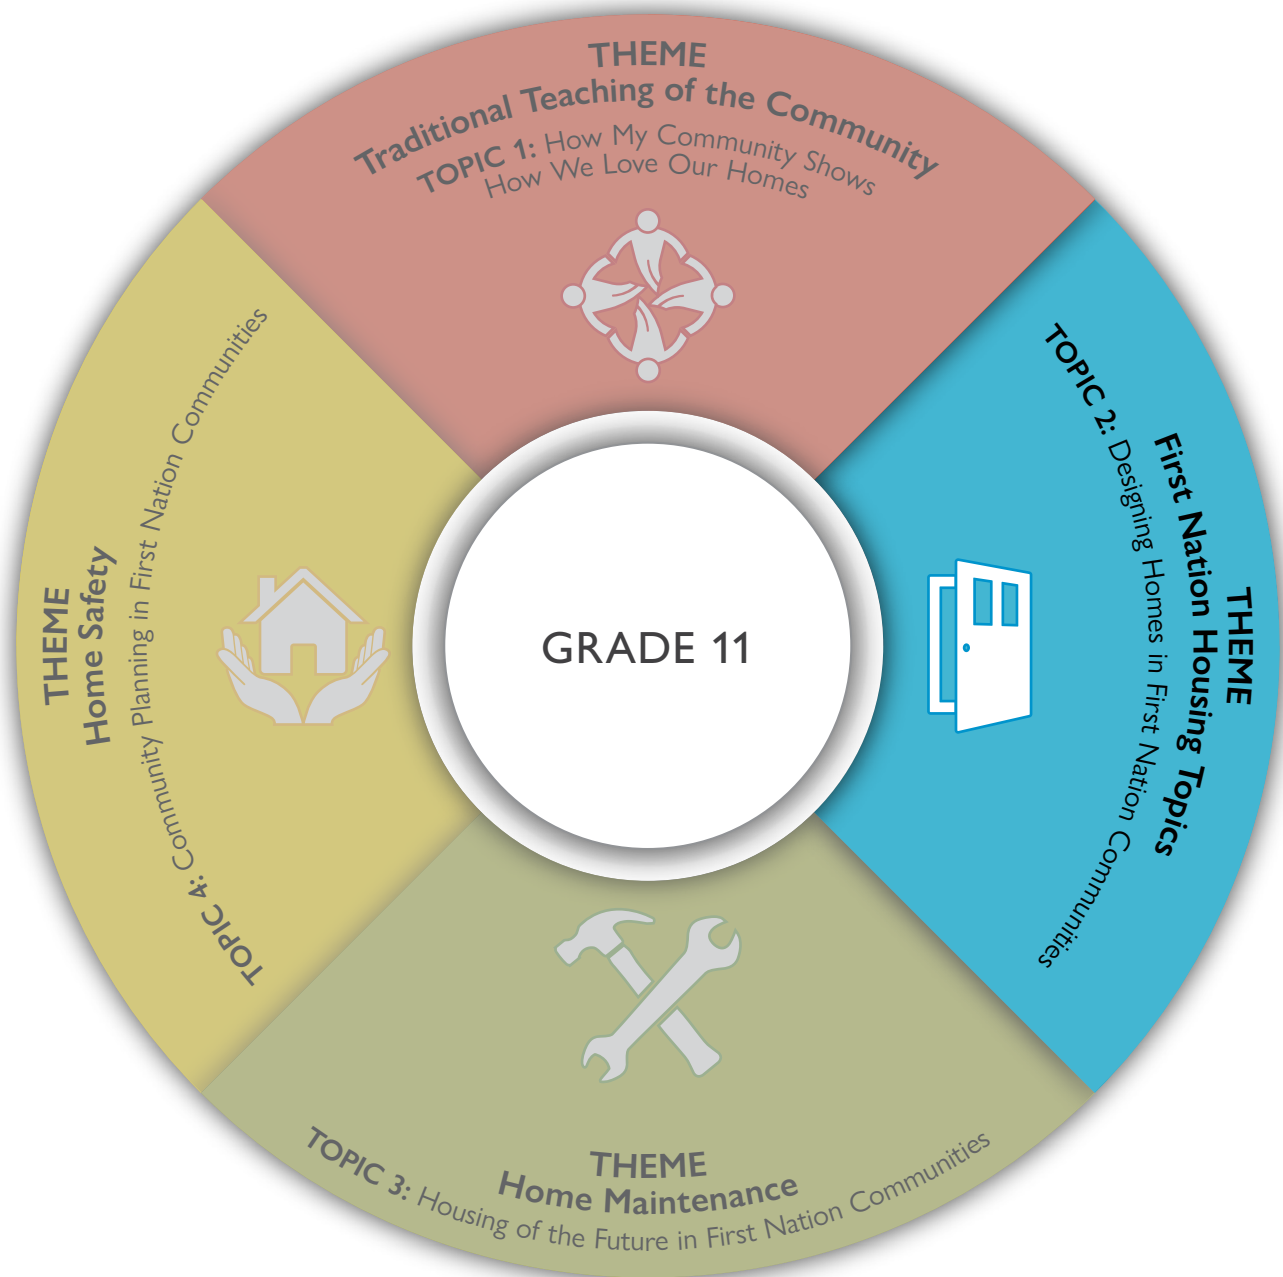 THEME
Traditional Teaching of the Community
TOPIC 1: How My Community Shows
How We Love Our Homes
THEME
First Nation Housing Topics
TOPIC 2: Designing Homes in First Nation Communities
GRADE 11
THEME
Home Maintenance
TOPIC 3: Housing of the Future in First Nation Communities
THEME
Home Safety
TOPIC 4: Community Planning in First Nation Communities